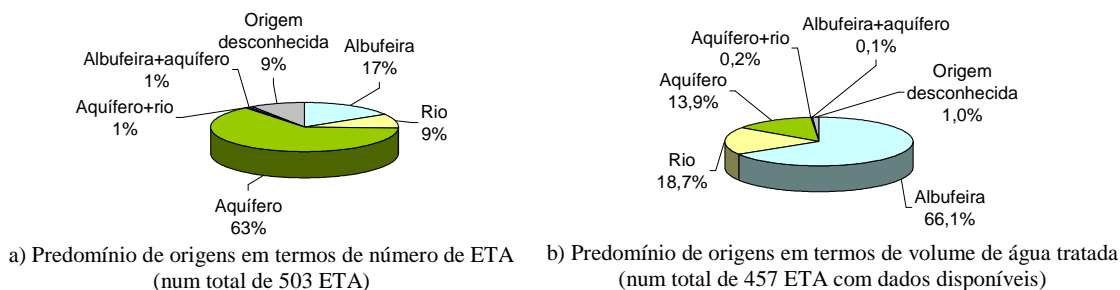 Origem
desconhecida
9%
Albufeira
17%
Albufeira+aquífero
1%
Aquífero+rio
1%
Rio
9%
Aquífero
63%
a) Predomínio de origens em termos de número de ETA
(num total de 503 ETA)
Albufeira+aquífero
0,1%
Aquífero+rio
0,2%
Origem
desconhecida
1,0%
Aquífero
13,9%
Rio
18,7%
Albufeira
66,1%
b) Predomínio de origens em termos de volume de água tratada
(num total de 457 ETA com dados disponíveis)